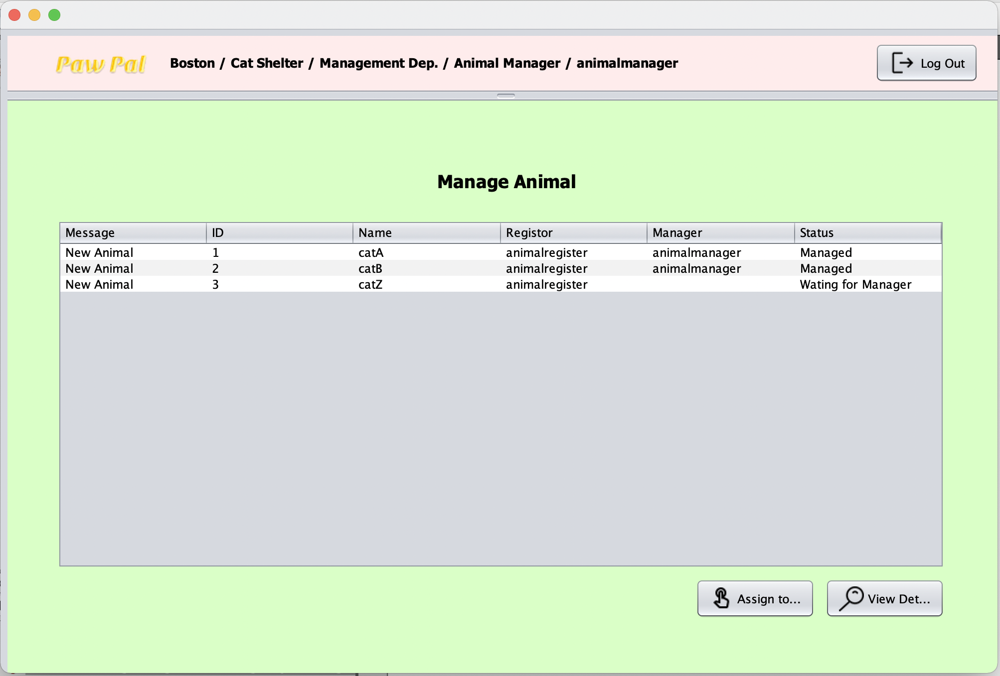 Paw Pal
Boston / Cat Shelter / Management Dep. / Animal Manager / animalmanager
Log Out
Manage Animal
Message ID Name Registor Manager Status
New Animal 1 catA animalregister animalmanager Managed
New Animal 2 catB animalregister animalmanager Managed
New Animal 3 catZ animalregister Wating for Manager
Assign to...
View Det...